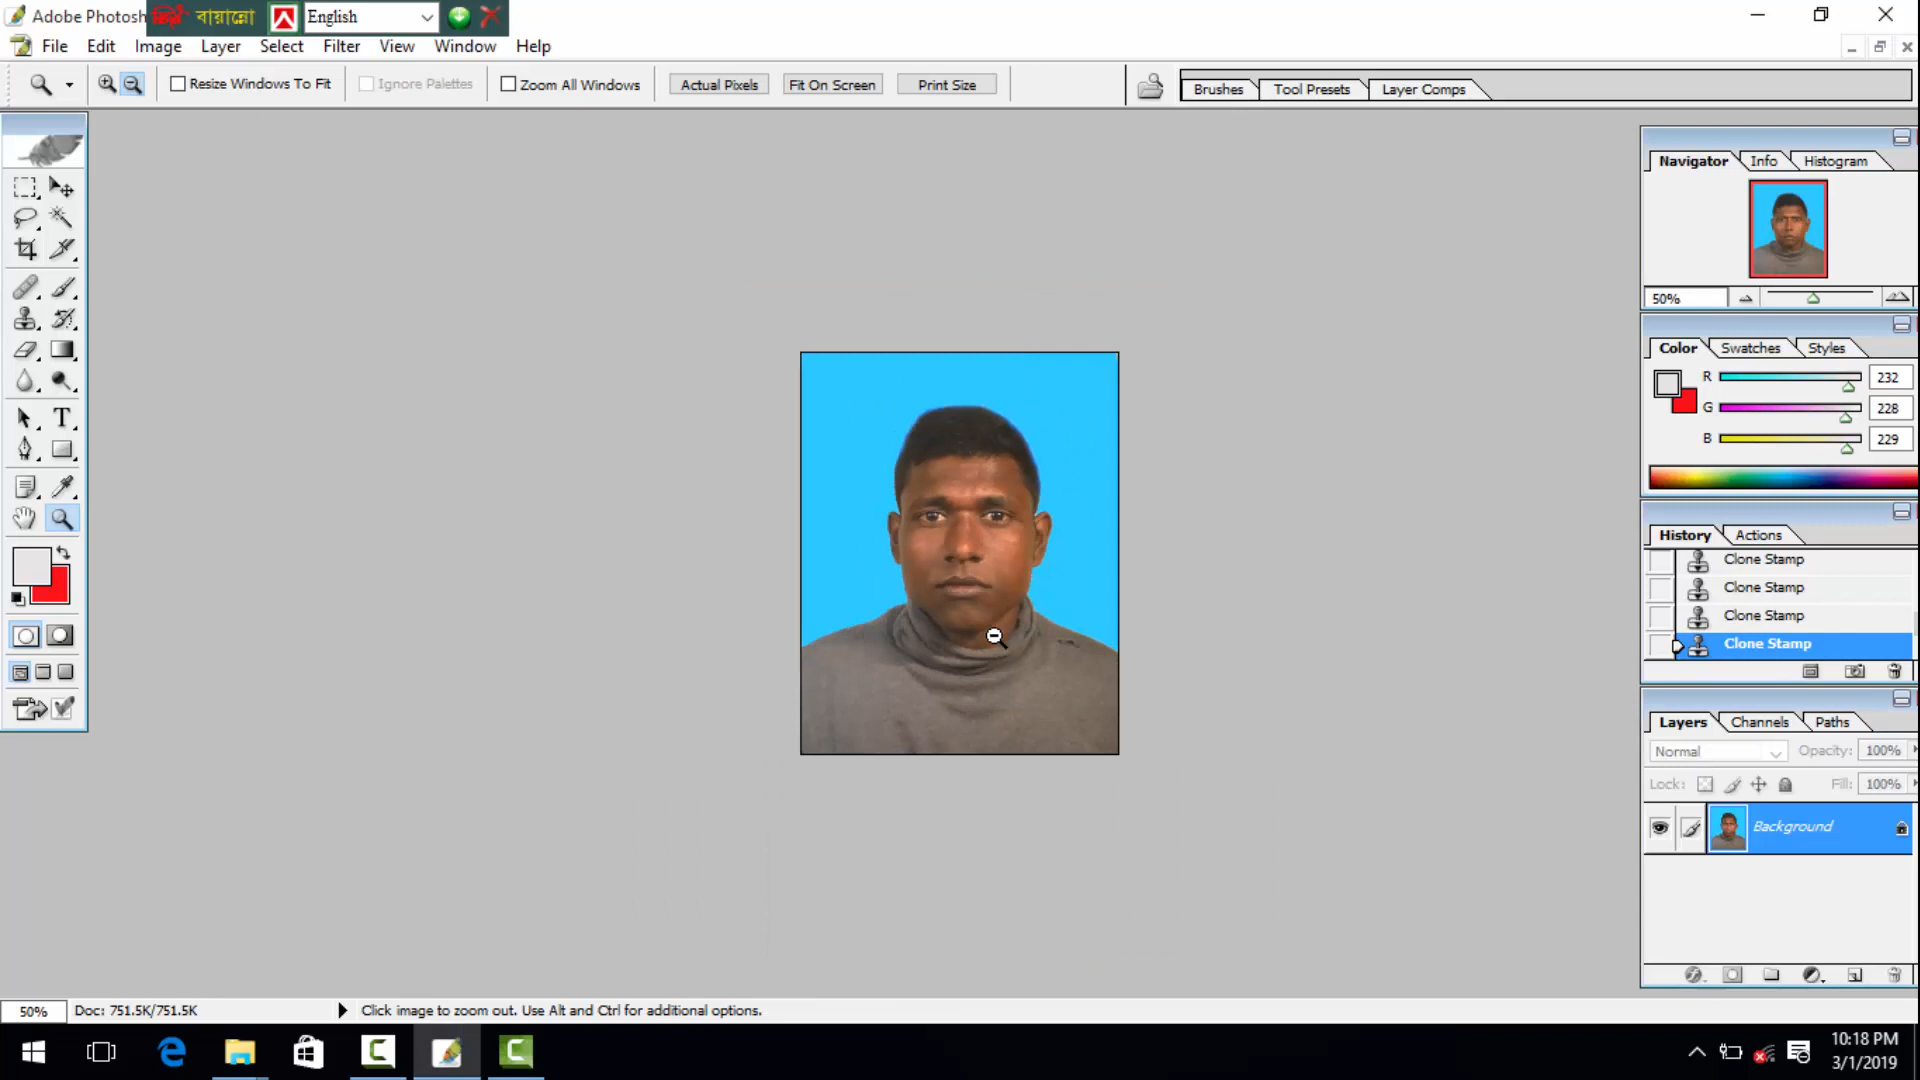 Adobe Photosh বায়ান্নো English
File Edit Image Layer Select Filter View Window Help
Resize Windows To Fit Ignore Palettes Zoom All Windows Actual Pixels Fit On Screen Print Size Brushes Tool Presets Layer Comps
Navigator Info Histogram
50%
Color Swatches Styles
R 232
G 228
B 229
History Actions
Clone Stamp
Clone Stamp
Clone Stamp
Clone Stamp
Layers Channels Paths
Normal Opacity: 100%
Lock: Fill: 100%
Background
T
50% Doc: 751.5K/751.5K Click image to zoom out. Use Alt and Ctrl for additional options.
10:18 PM
3/1/2019